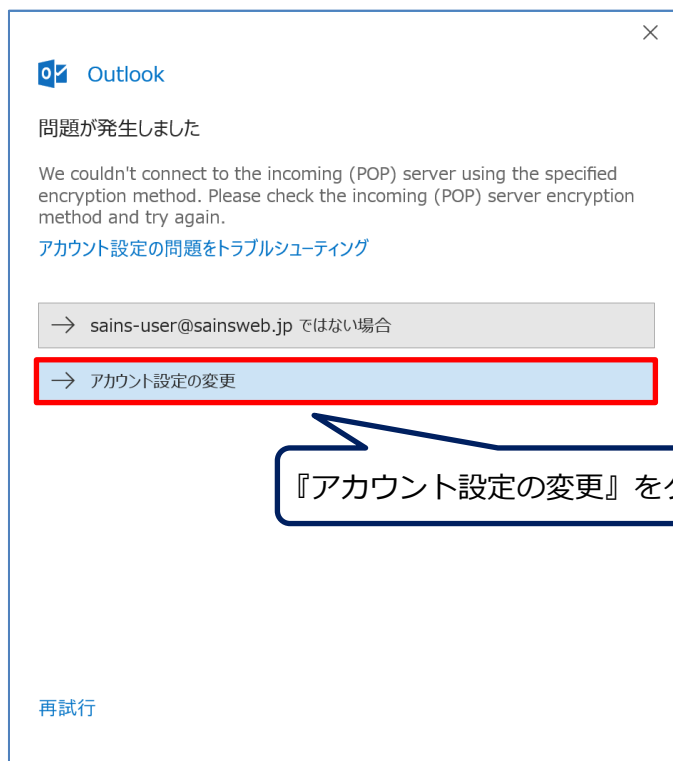 Outlook
問題が発生しました
We couldn't connect to the incoming (POP) server using the specified
encryption method. Please check the incoming (POP) server encryption
method and try again.
アカウント設定の問題をトラブルシューティング
→ sains-user@sainsweb.jp ではない場合
→ アカウント設定の変更
『アカウント設定の変更』を
再試行